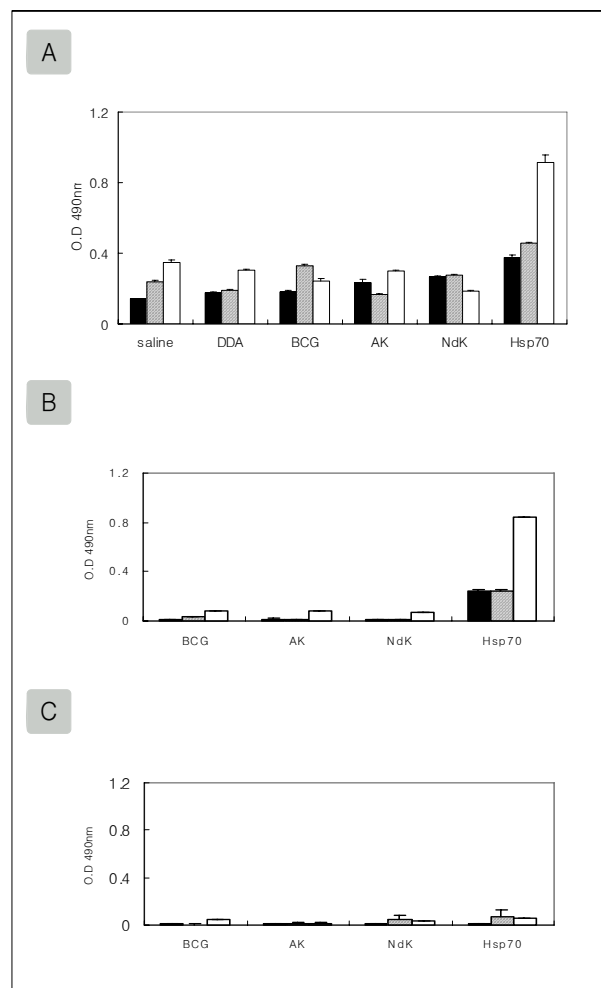 A
1.2
0.8
0.4
0
O.D 490nm
saline DDA BCG AK NdK Hsp70
B
1.2
0.8
0.4
0
O.D 490nm
BCG AK NdK Hsp70
C
1.2
0.8
0.4
0
O.D 490nm
BCG AK NdK Hsp70